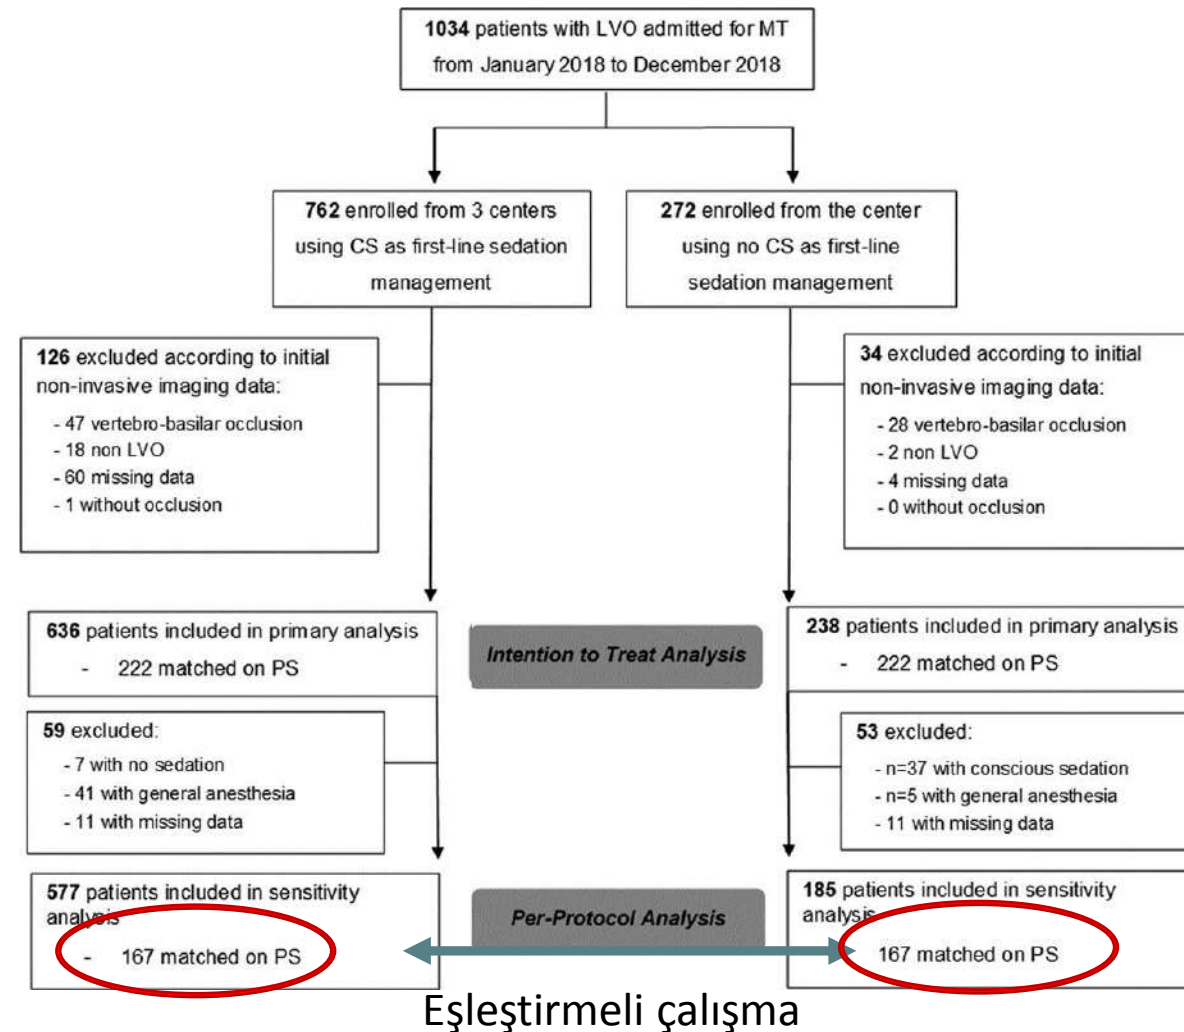 1034 patients with LVO admitted for MT
from January 2018 to December 2018
762 enrolled from 3 centers
using CS as first-line sedation
management
272 enrolled from the center
using no CS as first-line
sedation management
126 excluded according to initial
non-invasive imaging data:
- 47 vertebro-basilar occlusion
- 18 non LVO
- 60 missing data
- 1 without occlusion
34 excluded according to initial
non-invasive imaging data:
- 28 vertebro-basilar occlusion
- 2 non LVO
- 4 missing data
- 0 without occlusion
636 patients included in primary analysis
- 222 matched on PS
Intention to Treat Analysis
238 patients included in primary analysis
- 222 matched on PS
59 excluded:
- 7 with no sedation
- 41 with general anesthesia
- 11 with missing data
53 excluded:
- n=37 with conscious sedation
- n=5 with general anesthesia
- 11 with missing data
577 patients included in sensitivity
analysis
- 167 matched on PS
Per-Protocol Analysis
185 patients included in sensitivity
analysis
167 matched on PS
Eşleştirmeli çalışma